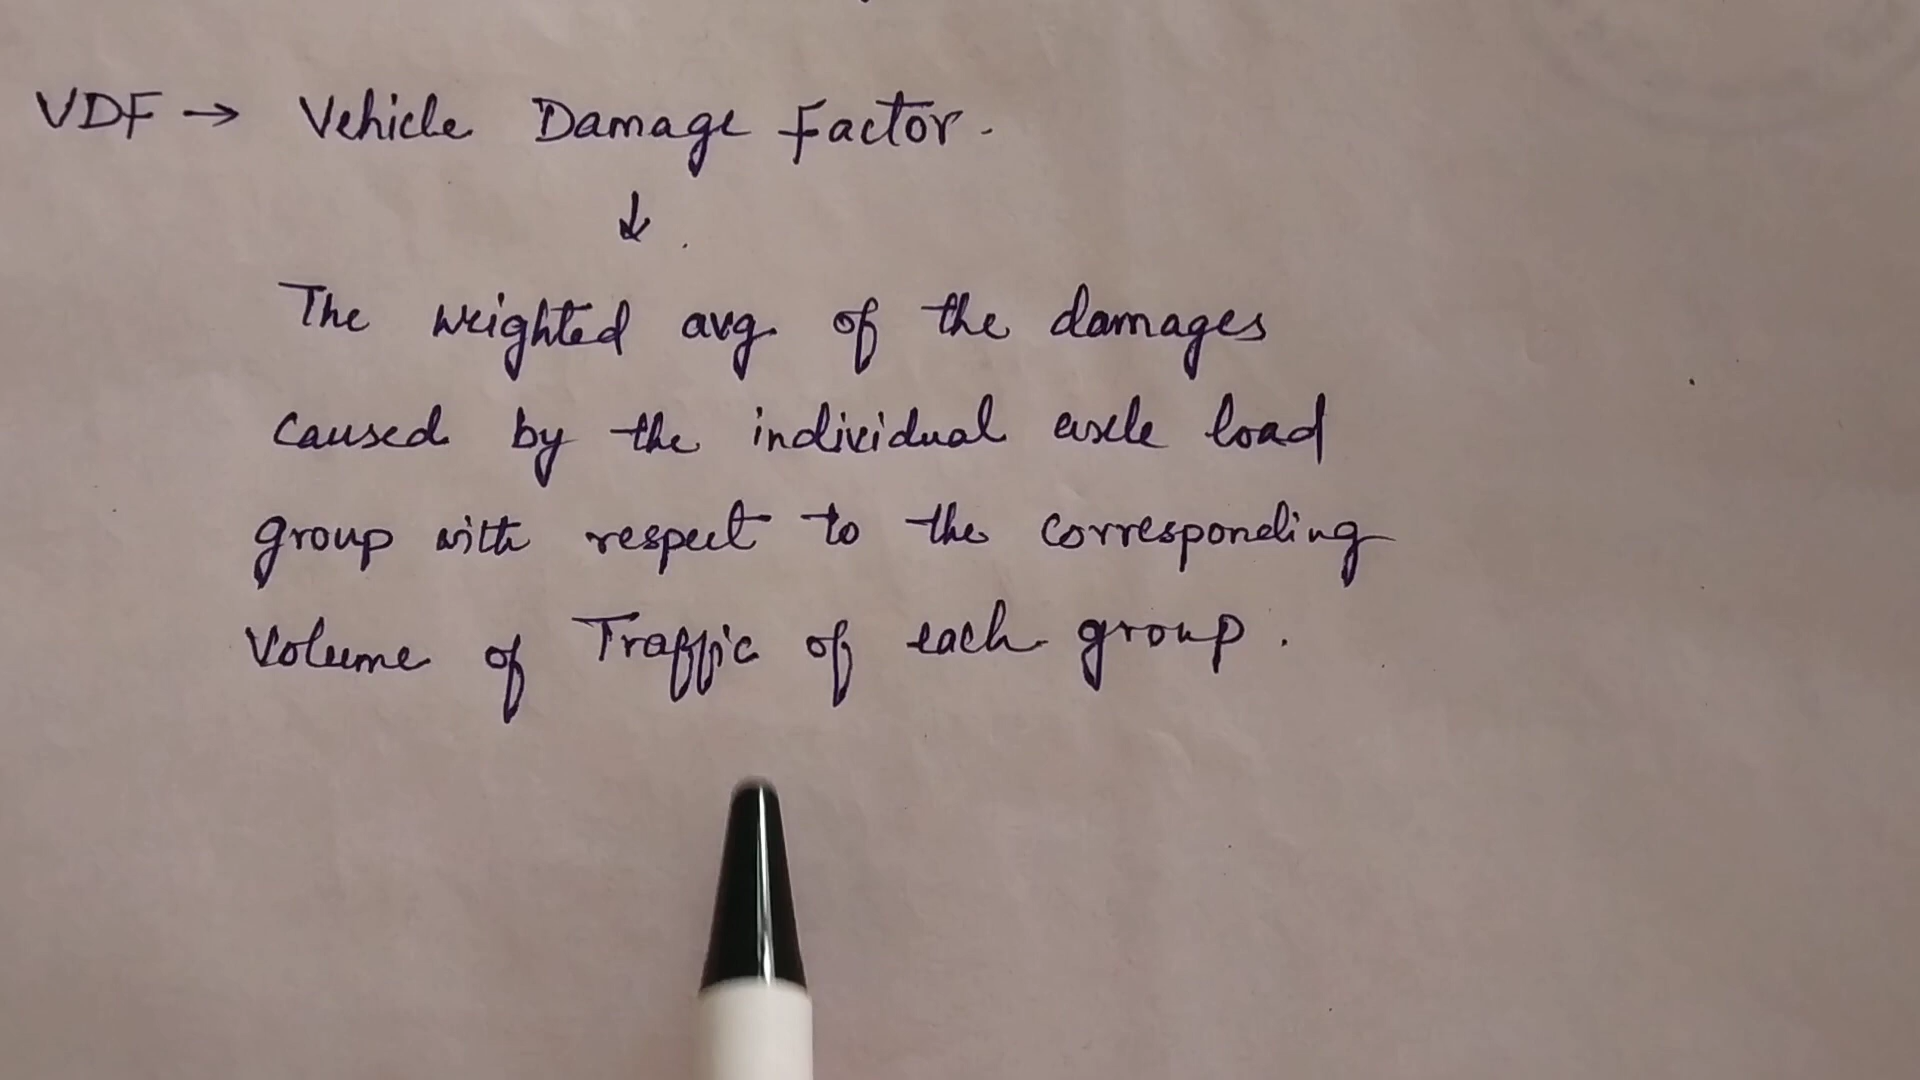 VDF → Vehicle Damage Factor.
↓
The weighted avg. of the damages
caused by the individual axle load
group with respect to the corresponding
Volume of Traffic of each group.